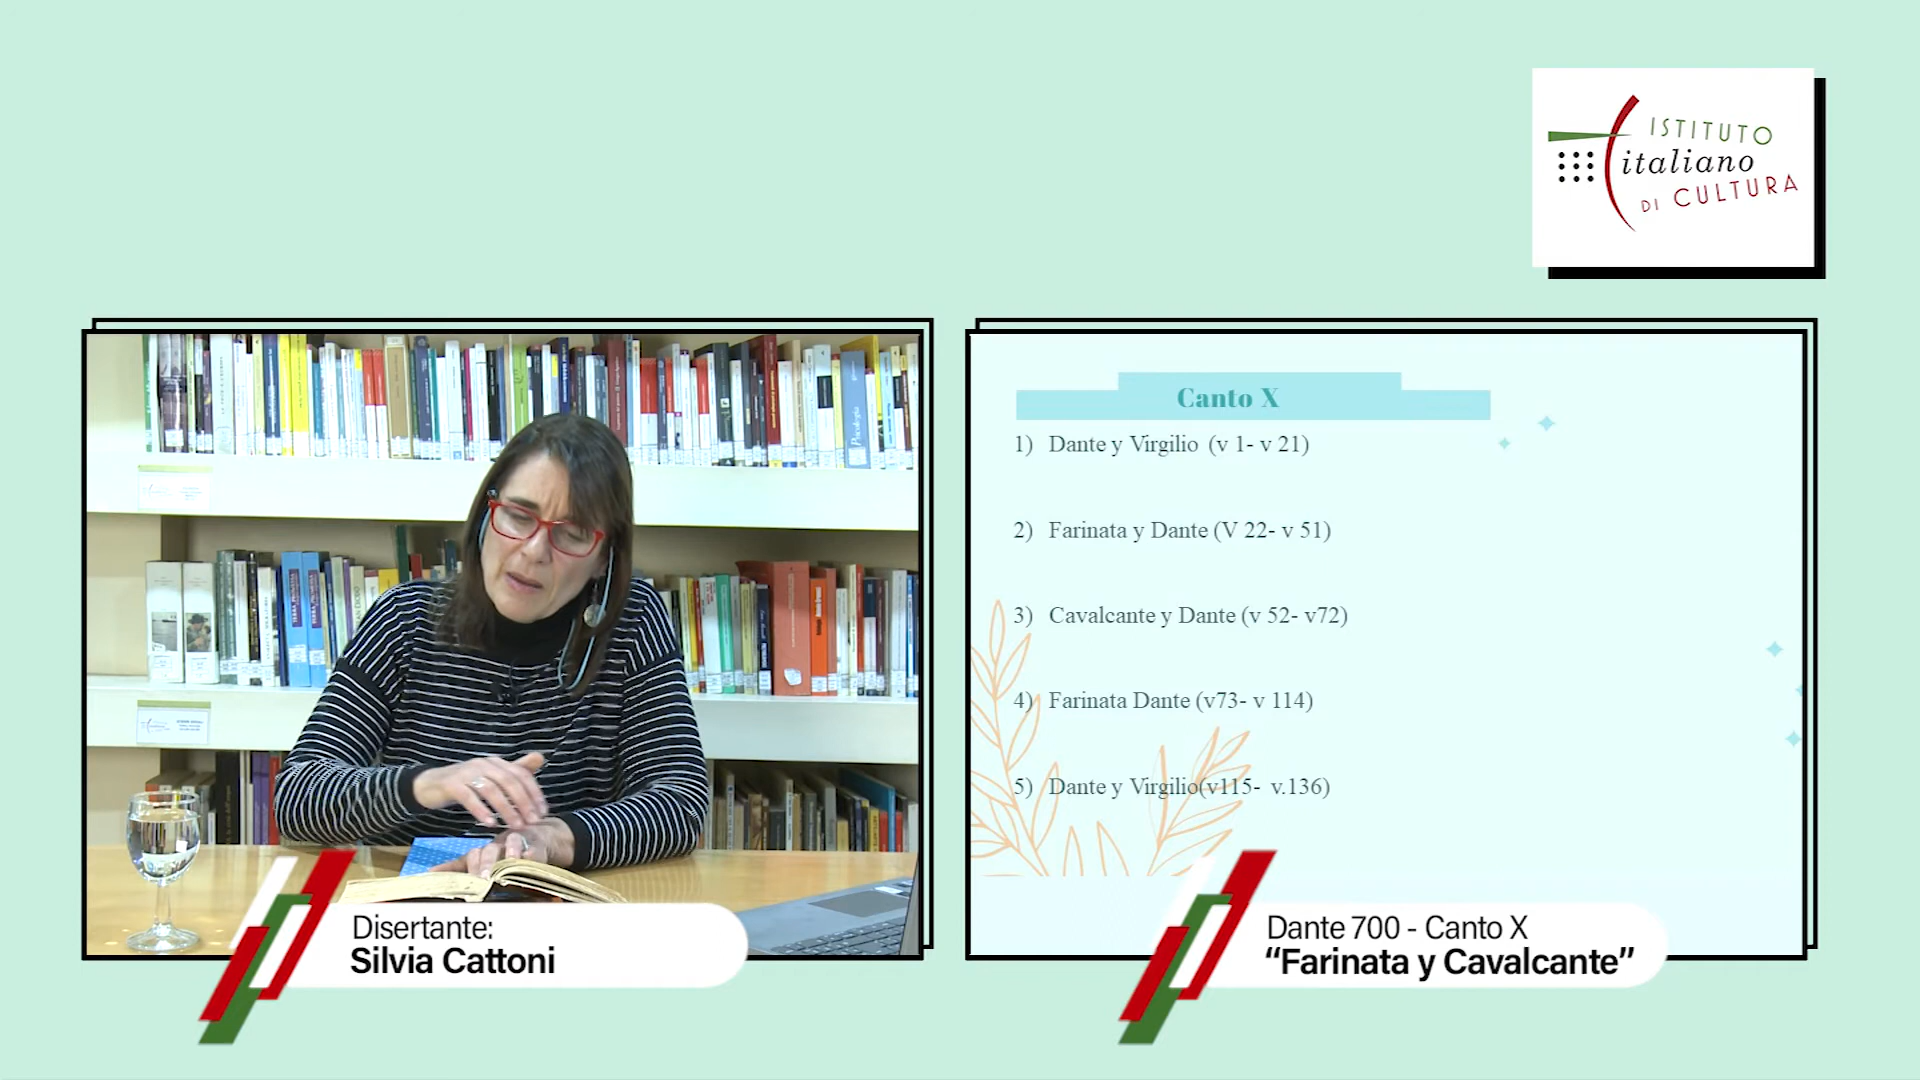 ISTITUTO
italiano
DI CULTURA
Canto X
1) Dante y Virgilio (v 1- v 21)
2) Farinata y Dante (V 22- v 51)
3) Cavalcante y Dante (v 52- v72)
4) Farinata Dante (v73- v 114)
5) Dante y Virgilio(v115- v.136)
Psicologia
Disertante:
Silvia Cattoni
Dante 700 - Canto X
“Farinata y Cavalcante”